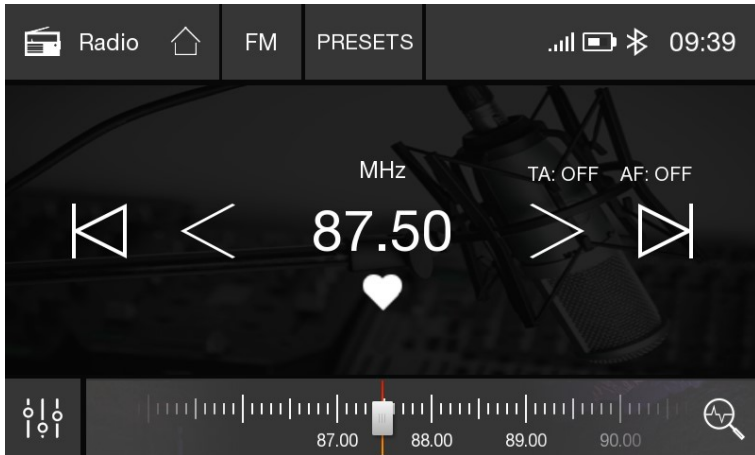 Radio FM PRESETS 09:39
MHz
TA: OFF AF: OFF
87.50
87.00 88.00 89.00 90.00